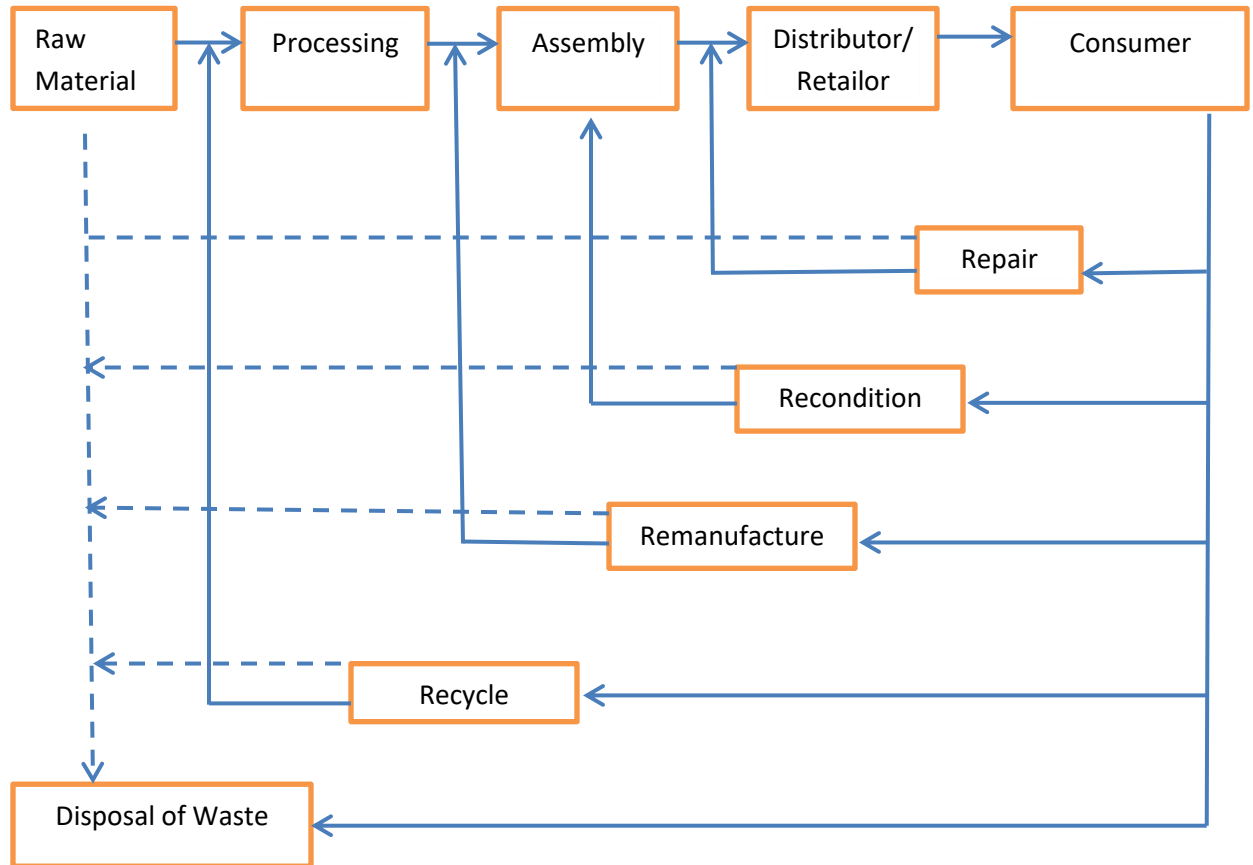 Raw
Material
Processing
Assembly
Distributor/
Retailor
Consumer
Repair
Recondition
Remanufacture
Recycle
Disposal of Waste